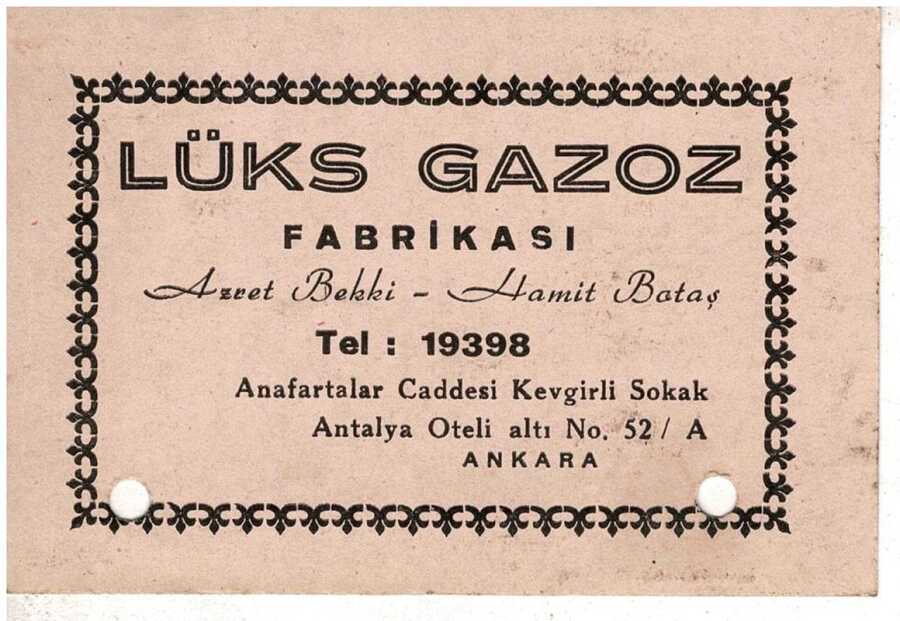 LÜKS GAZOZ
FABRİKASI
Azret Bekki - Hamit Bataş
Tel : 19398
Anafartalar Caddesi Kevgirli Sokak
Antalya Oteli altı No. 52 / A
ANKARA